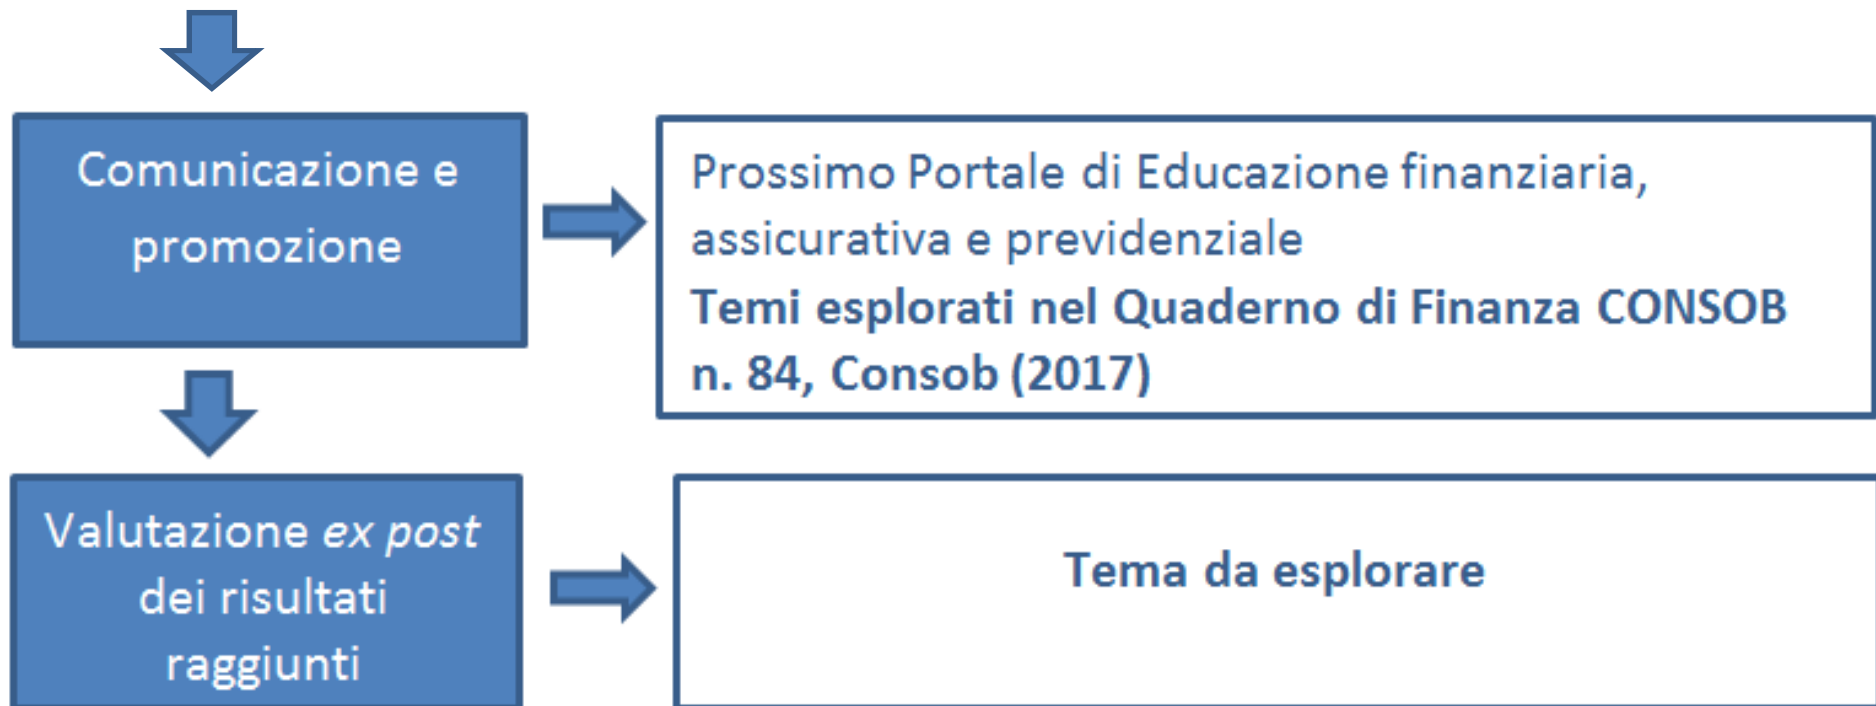 Comunicazione e
promozione
Prossimo Portale di Educazione finanziaria,
assicurativa e previdenziale
Temi esplorati nel Quaderno di Finanza CONSOB
n. 84, Consob (2017)
Valutazione ex post
dei risultati
raggiunti
Tema da esplorare